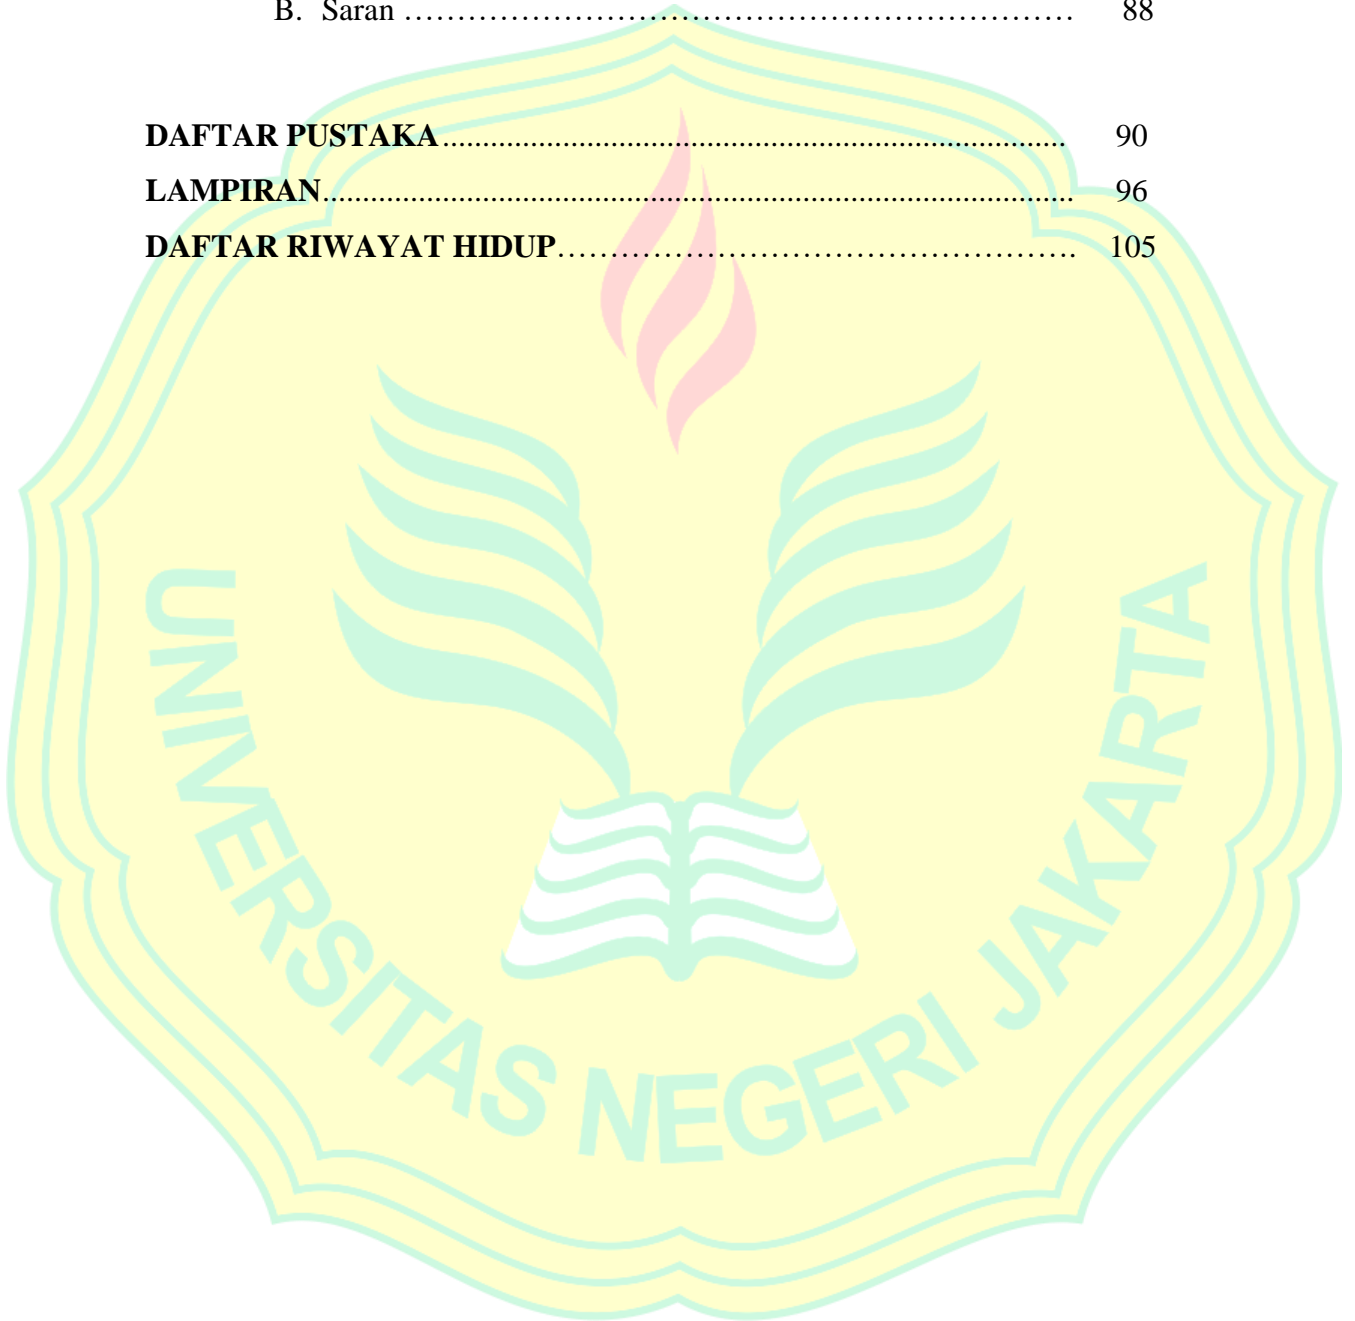 B. Saran ……………………………………………………… 88
DAFTAR PUSTAKA.............................................................................. 90
LAMPIRAN.............................................................................................. 96
DAFTAR RIWAYAT HIDUP…………………………………………. 105
UNIVERSITAS NEGERI JAKARTA